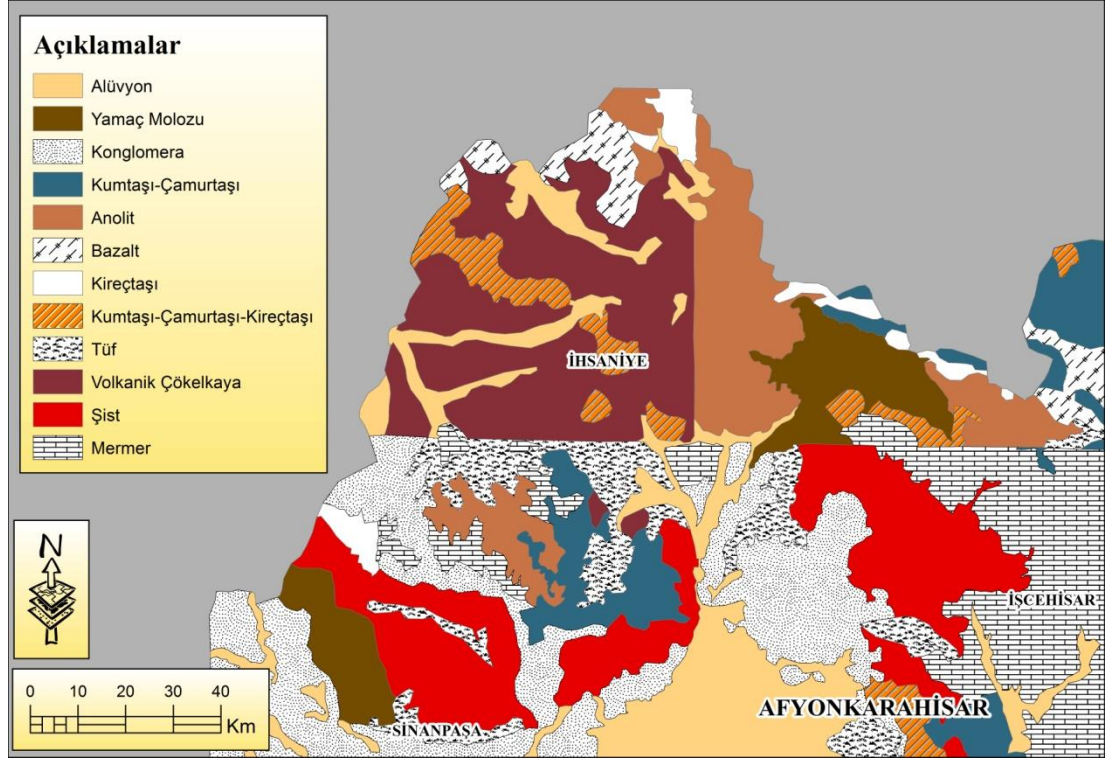 Açıklamalar
Alüvyon
Yamaç Molozu
Konglomera
Kumtaşı-Çamurtaşı
Anolit
Bazalt
Kireçtaşı
Kumtaşı-Çamurtaşı-Kireçtaşı
Tüf
Volkanik Çökelkaya
Şist
Mermer
N
0 10 20 30 40
Km
İHSANİYE
İŞCEHİSAR
AFYONKARAHİSAR
SİNANPAŞA